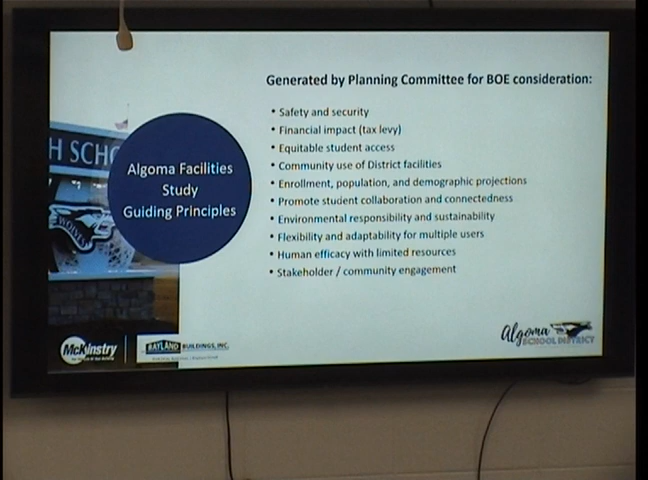 Generated by Planning Committee for BOE consideration:
• Safety and security
• Financial impact (tax levy)
• Equitable student access
• Community use of District facilities
• Enrollment, population, and demographic projections
• Promote student collaboration and connectedness
• Environmental responsibility and sustainability
• Flexibility and adaptability for multiple users
• Human efficacy with limited resources
• Stakeholder / community engagement
Algoma Facilities
Study
Guiding Principles
H SCHO
WOLVES
McKinstry
BAYLAND BUILDINGS, INC.
Algoma
SCHOOL DISTRICT